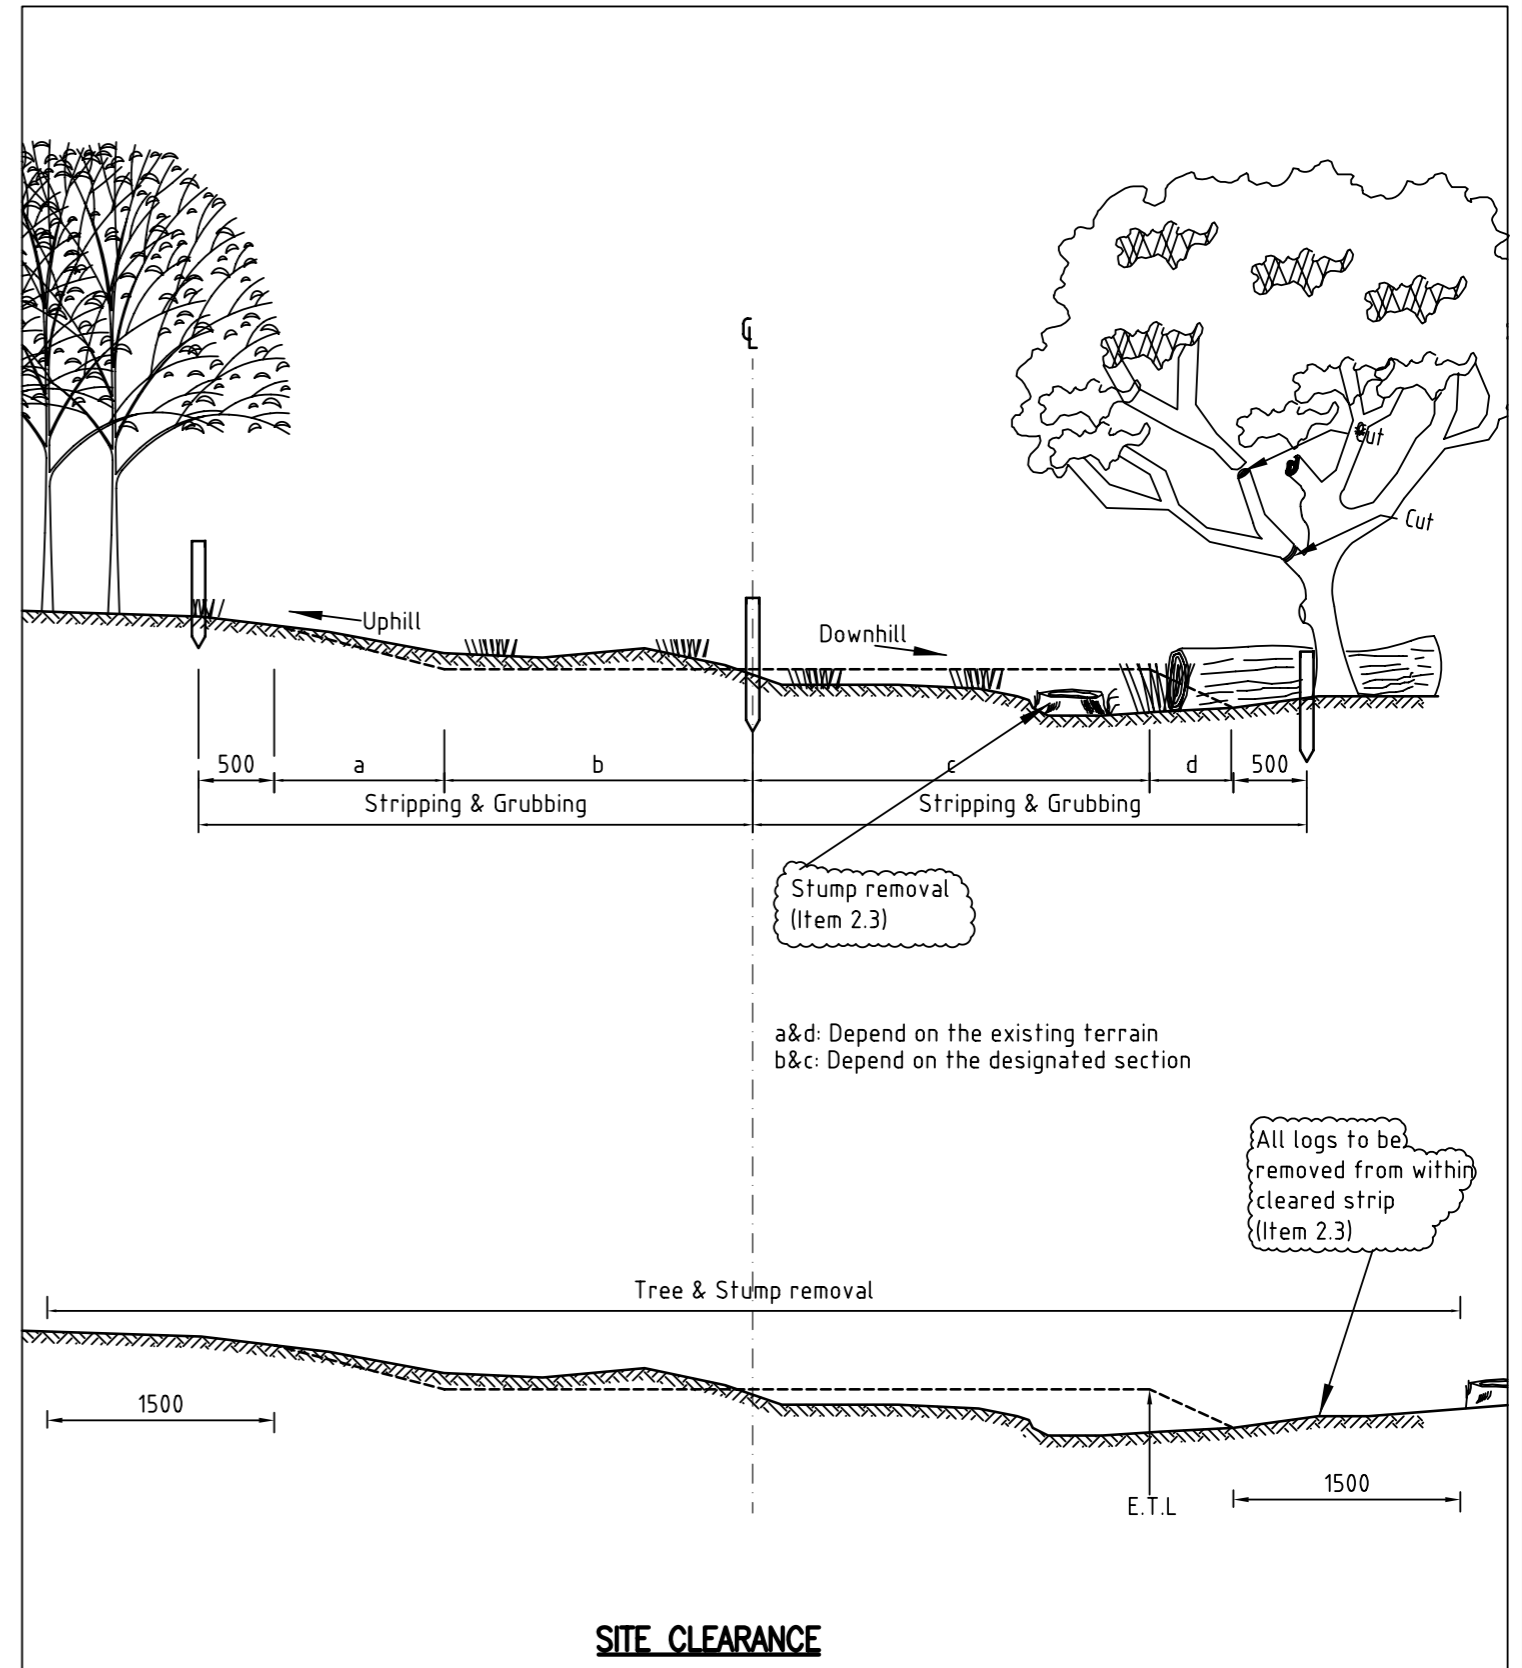 ℄
Cut
Cut
Uphill
Downhill
500
a
b
c
d
500
Stripping & Grubbing
Stripping & Grubbing
Stump removal
(Item 2.3)
a&d: Depend on the existing terrain
b&c: Depend on the designated section
All logs to be
removed from within
cleared strip
(Item 2.3)
Tree & Stump removal
1500
1500
E.T.L
SITE CLEARANCE